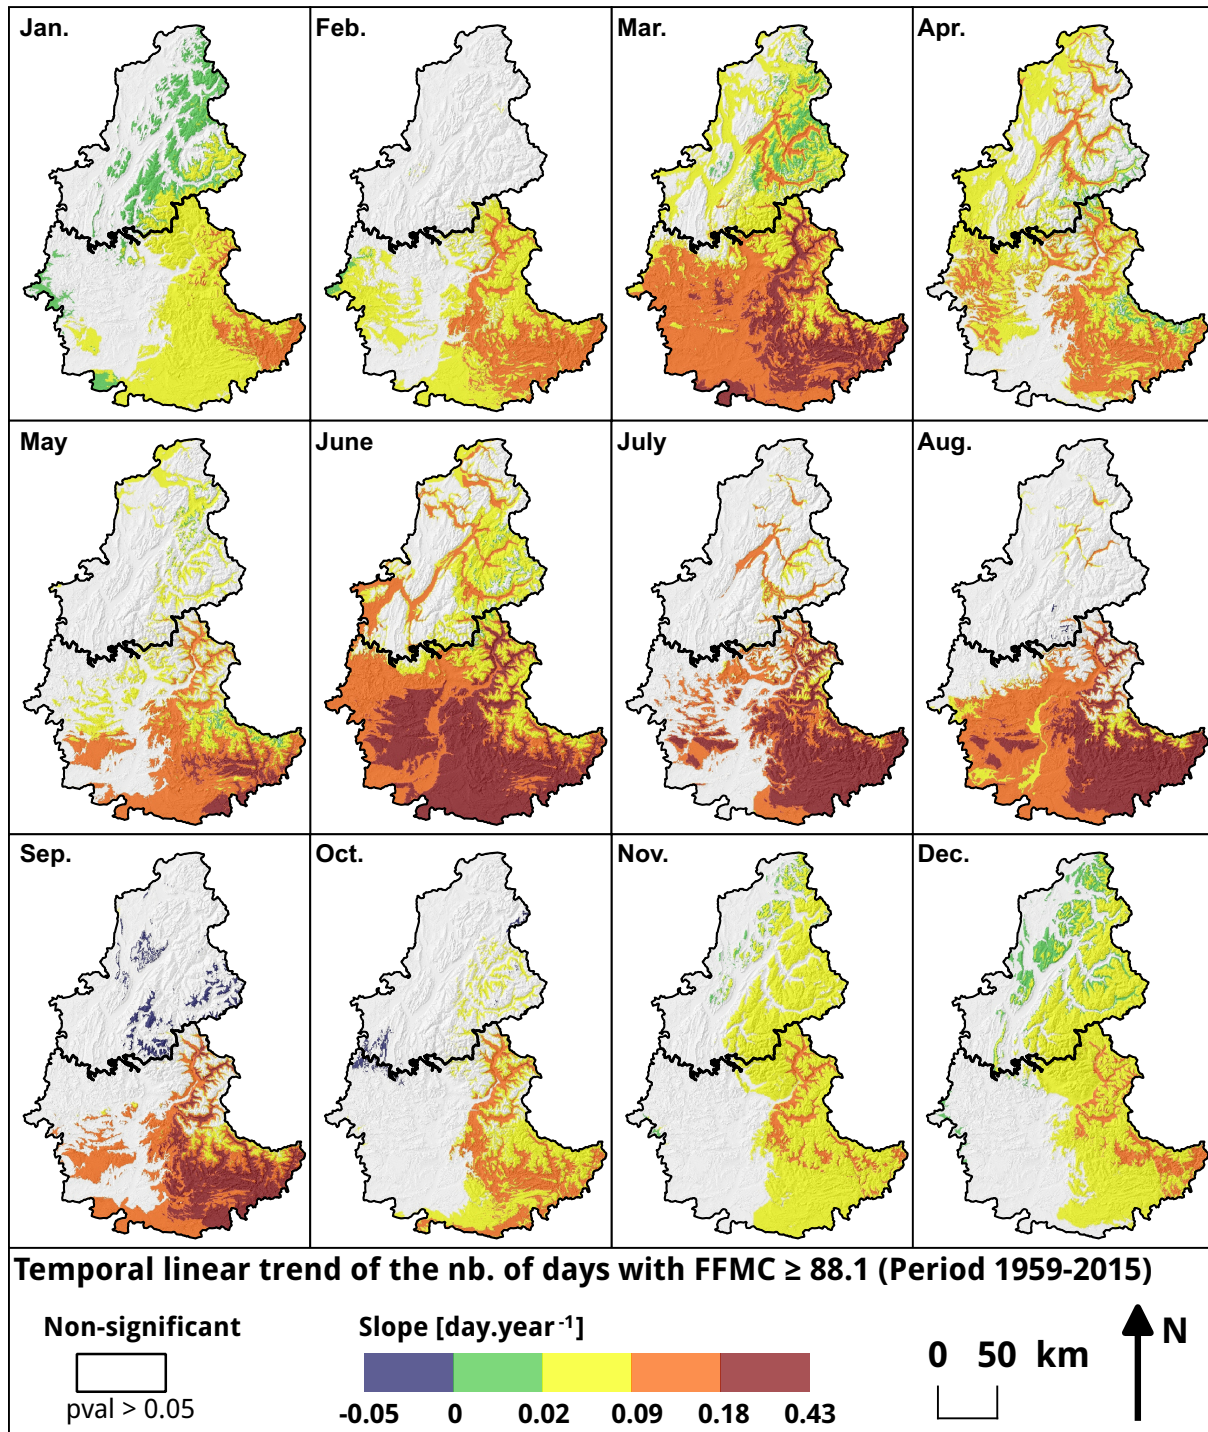 Jan.
Feb.
Mar.
Apr.
May
June
July
Aug.
Sep.
Oct.
Nov.
Dec.
Temporal linear trend of the nb. of days with FFMC ≥ 88.1 (Period 1959-2015)
Non-significant
pval > 0.05
Slope [day.year⁻¹]
-0.05 0 0.02 0.09 0.18 0.43
0 50 km
N